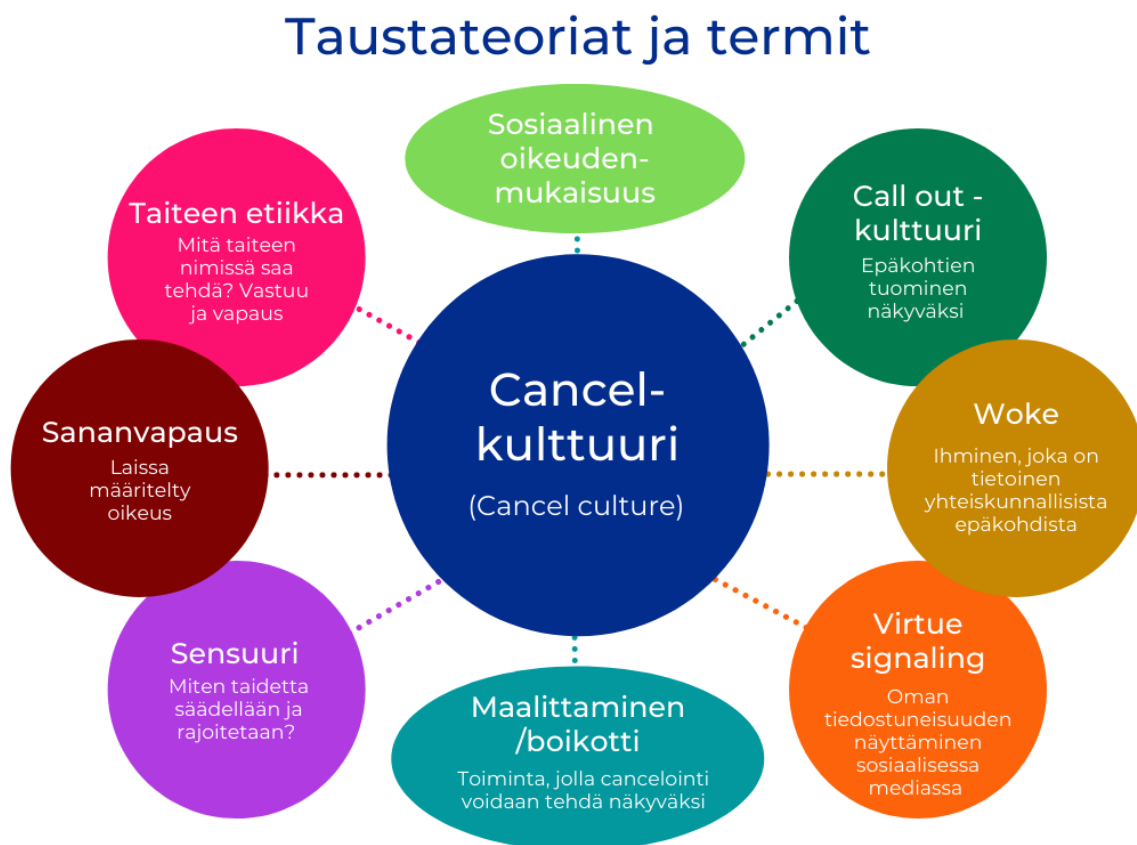 Taustateoriat ja termit
Sosiaalinen
oikeuden-
mukaisuus
Taiteen etiikka
Mitä taiteen
nimissä saa
tehdä? Vastuu
ja vapaus
Call out -
kulttuuri
Epäkohtien
tuominen
näkyväksi
Cancel-
kulttuuri
(Cancel culture)
Sananvapaus
Laissa
määritelty
oikeus
Woke
Ihminen, joka on
tietoinen
yhteiskunnallisista
epäkohdista
Sensuuri
Miten taidetta
säädellään ja
rajoitetaan?
Maalittaminen
/boikotti
Toiminta, jolla cancelointi
voidaan tehdä näkyväksi
Virtue
signaling
Oman
tiedostuneisuuden
näyttäminen
sosiaalisessa
mediassa